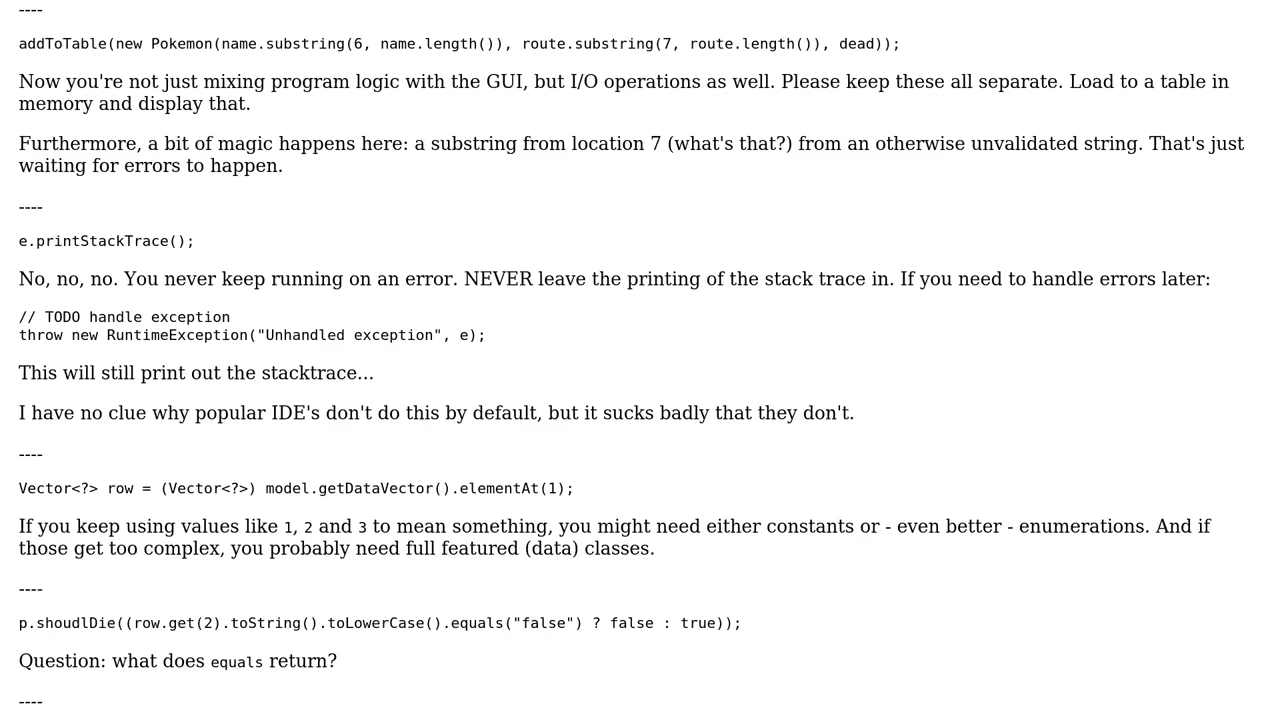 ----
addToTable(new Pokemon(name.substring(6, name.length()), route.substring(7, route.length()), dead));
Now you're not just mixing program logic with the GUI, but I/O operations as well. Please keep these all separate. Load to a table in
memory and display that.
Furthermore, a bit of magic happens here: a substring from location 7 (what's that?) from an otherwise unvalidated string. That's just
waiting for errors to happen.
----
e.printStackTrace();
No, no, no. You never keep running on an error. NEVER leave the printing of the stack trace in. If you need to handle errors later:
// TODO handle exception
throw new RuntimeException("Unhandled exception", e);
This will still print out the stacktrace...
I have no clue why popular IDE's don't do this by default, but it sucks badly that they don't.
----
Vector<?> row = (Vector<?>) model.getDataVector().elementAt(1);
If you keep using values like 1, 2 and 3 to mean something, you might need either constants or - even better - enumerations. And if
those get too complex, you probably need full featured (data) classes.
----
p.shoudlDie((row.get(2).toString().toLowerCase().equals("false") ? false : true));
Question: what does equals return?
----